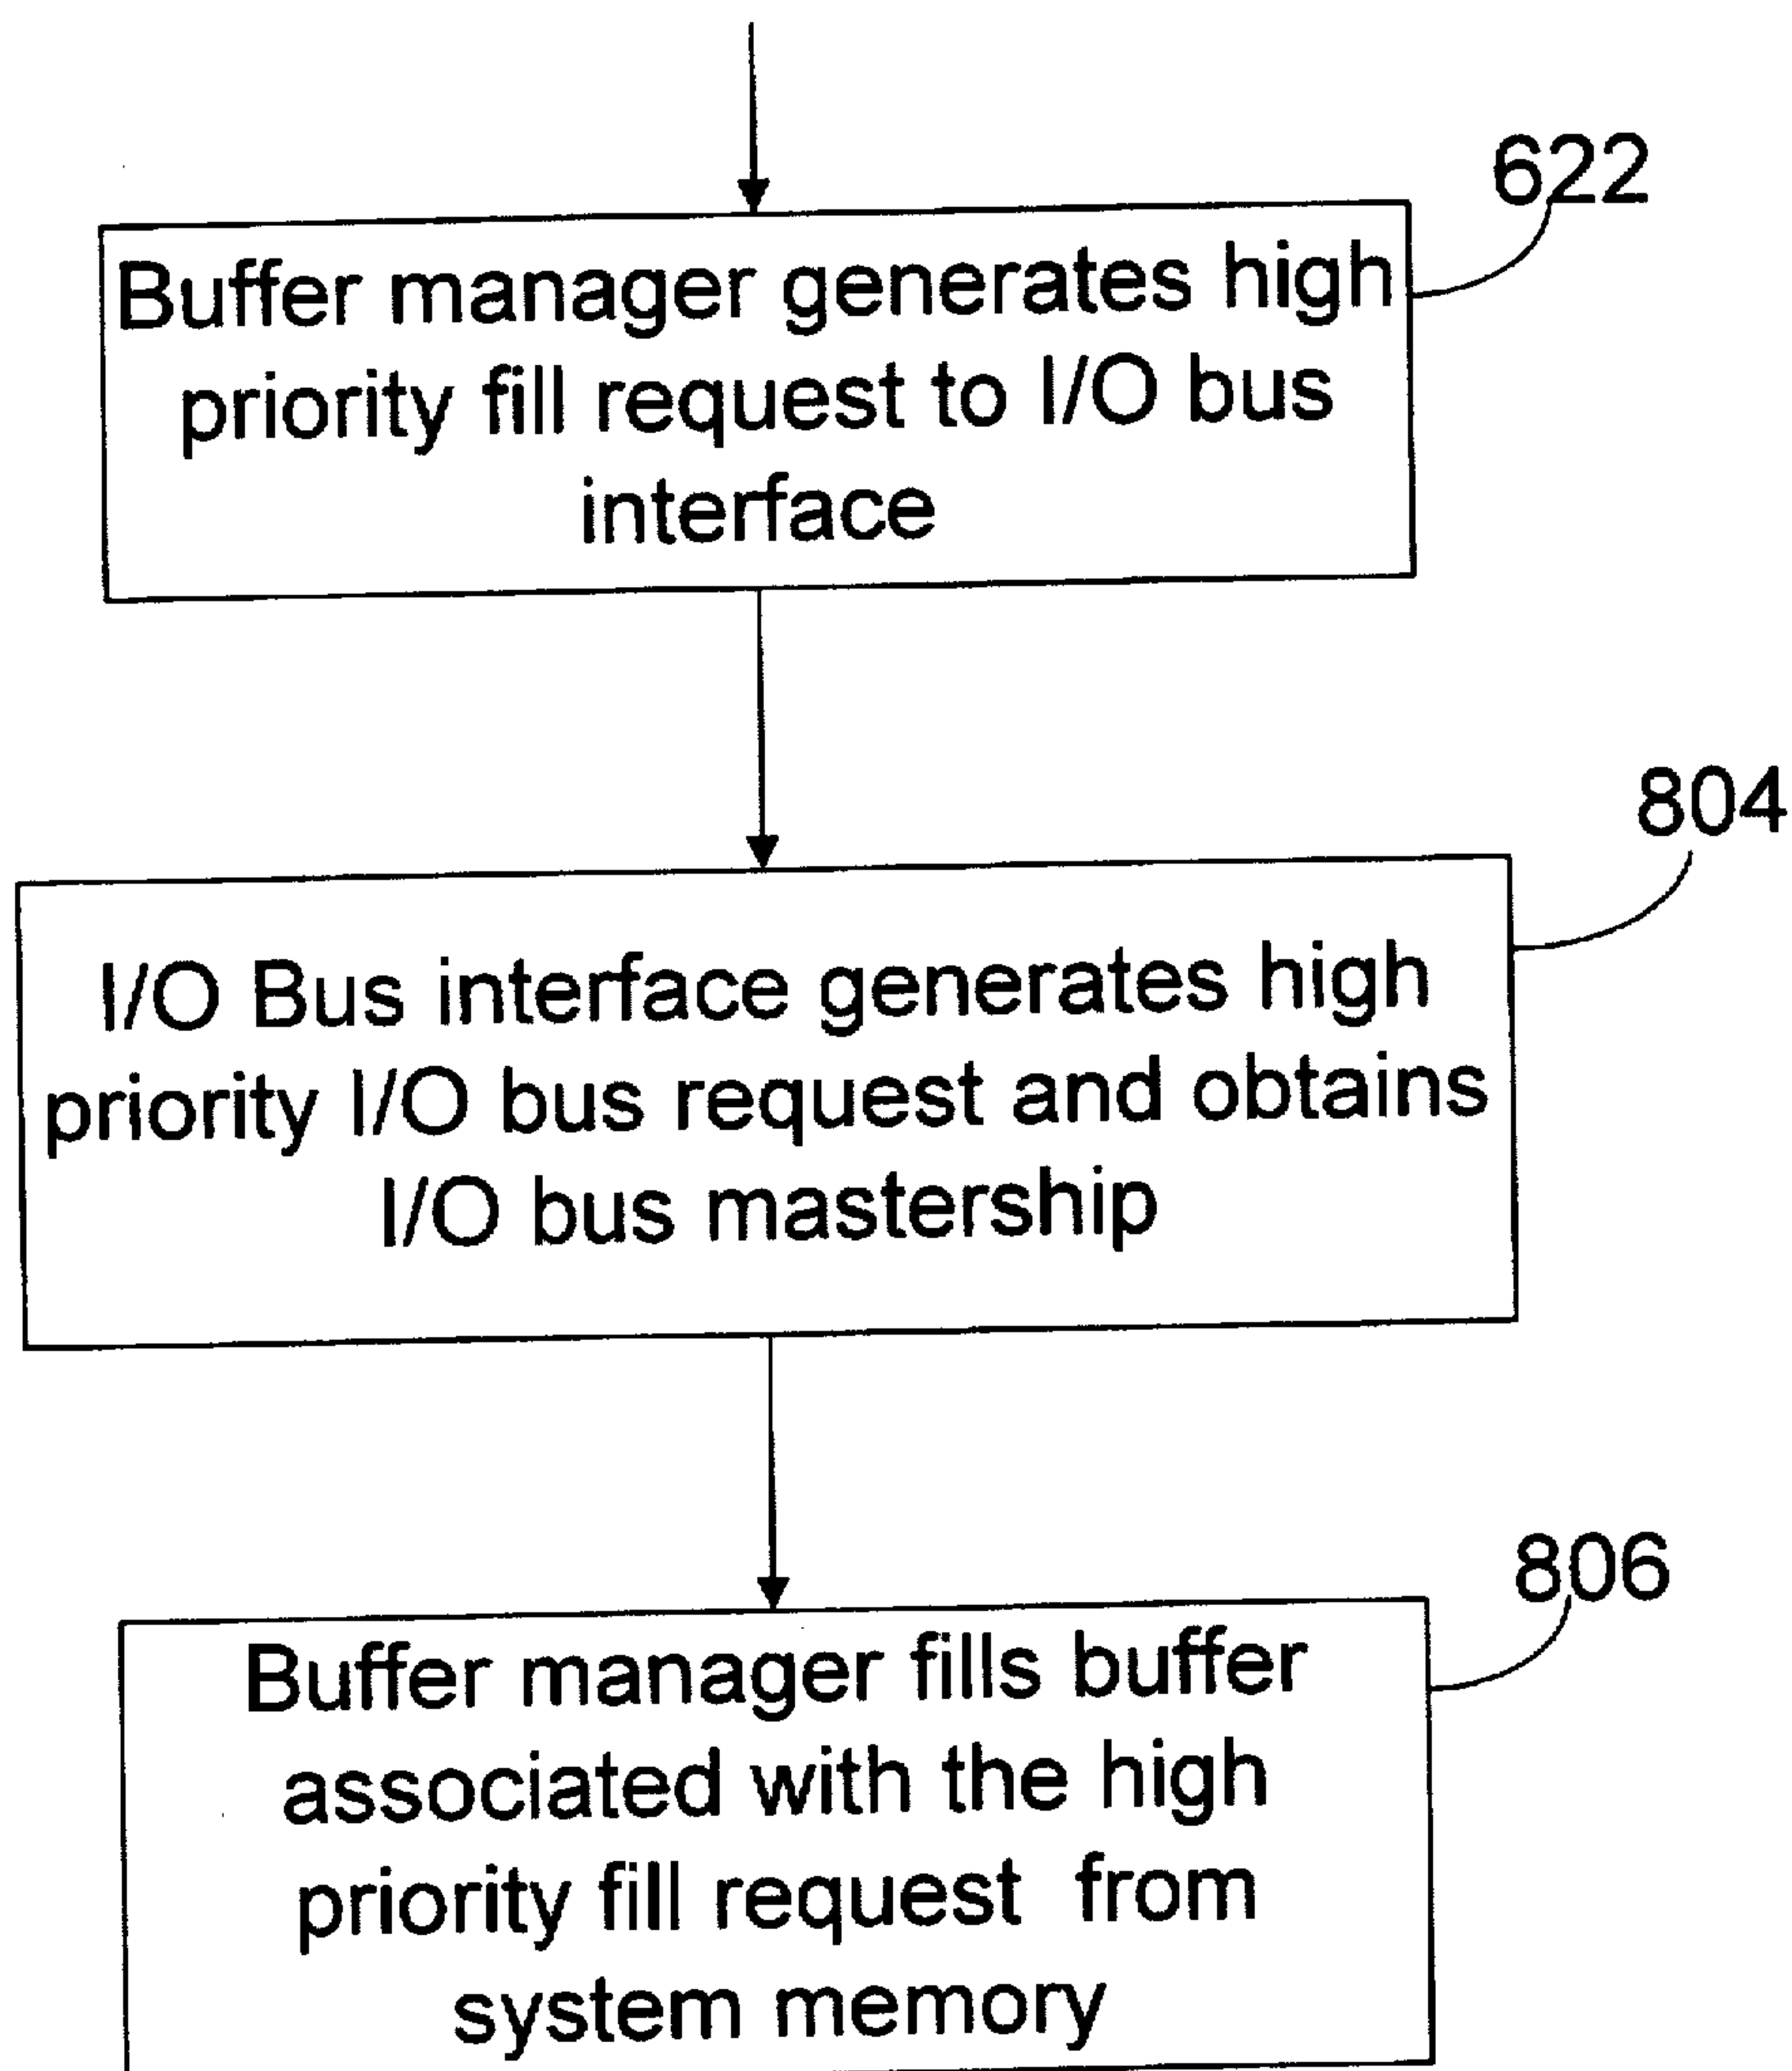 622
Buffer manager generates high
priority fill request to I/O bus
interface
804
I/O Bus interface generates high
priority I/O bus request and obtains
I/O bus mastership
806
Buffer manager fills buffer
associated with the high
priority fill request from
system memory